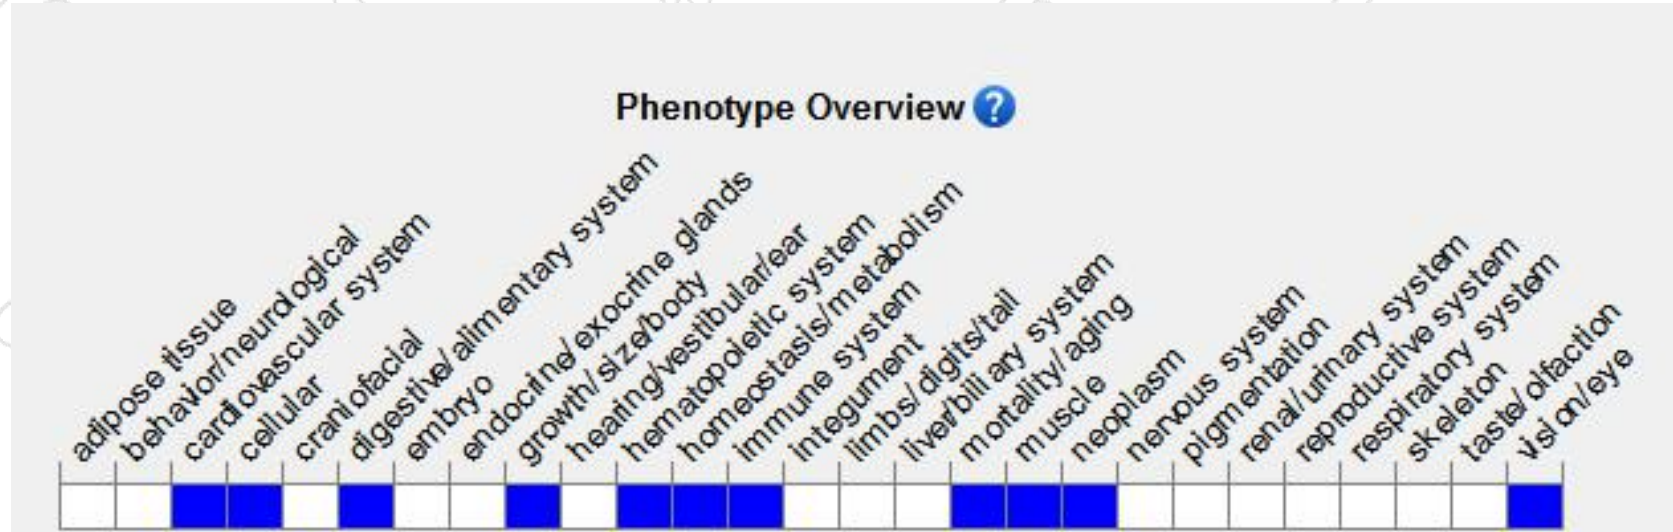 Phenotype Overview ?
adipose tissue
behavior/neurological
cardiovascular system
cellular
craniofacial
digestive/alimentary system
embryo
endocrine/exocrine glands
growth/size/body
hearing/vestibular/ear
hematopoietic system
homeostasis/metabolism
immune system
integument
limbs/digits/tail
liver/biliary system
mortality/aging
muscle
neoplasm
nervous system
pigmentation
renal/urinary system
reproductive system
respiratory system
skeleton
taste/olfaction
vision/eye